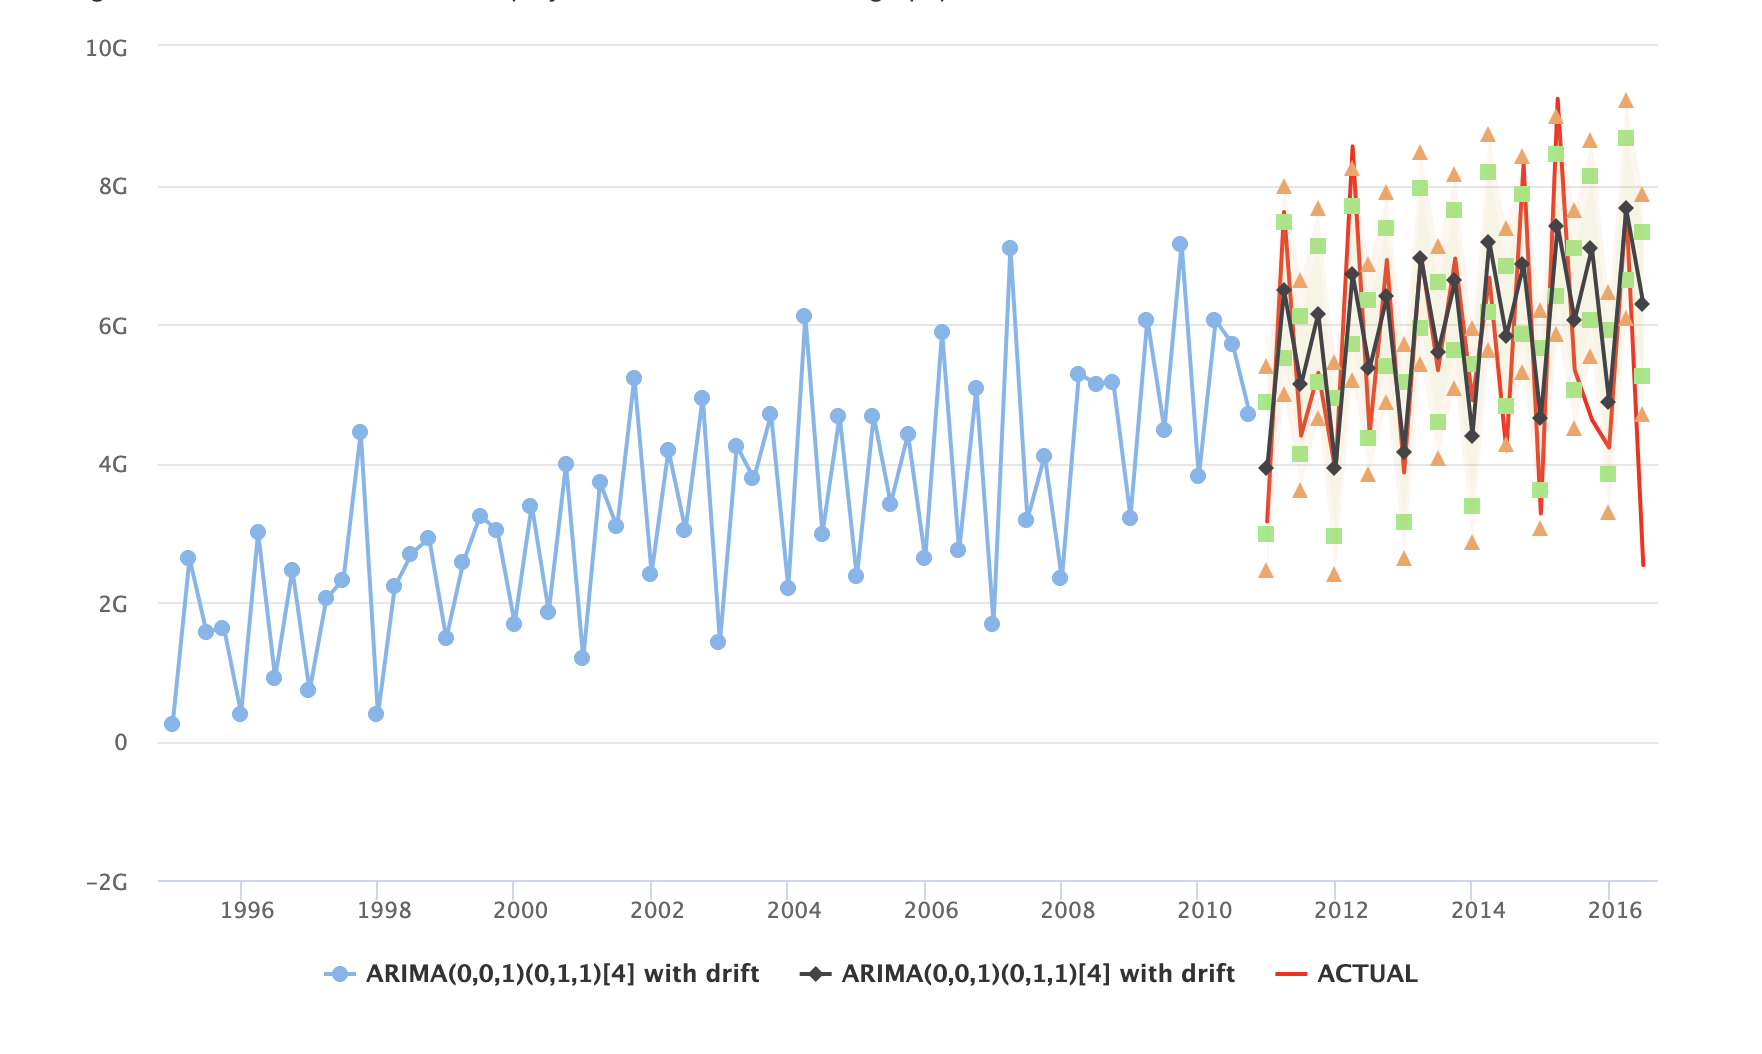 10G
8G
6G
4G
2G
0
–2G
1996 1998 2000 2002 2004 2006 2008 2010 2012 2014 2016
ARIMA(0,0,1)(0,1,1)[4] with drift ARIMA(0,0,1)(0,1,1)[4] with drift ACTUAL